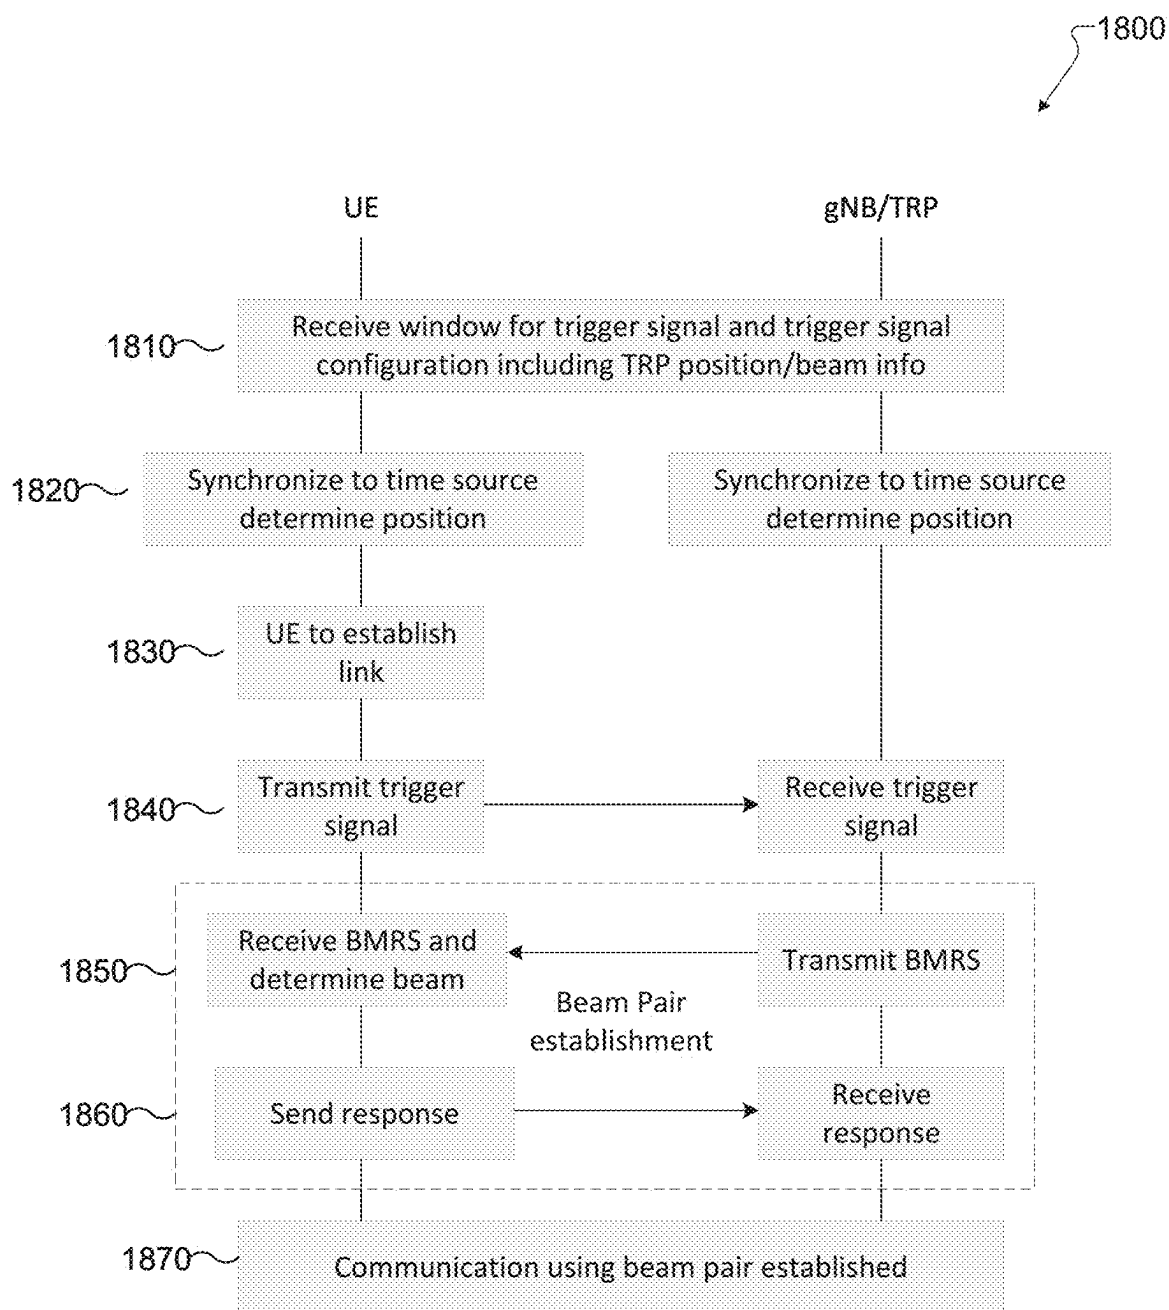 1800
UE
gNB/TRP
1810
Receive window for trigger signal and trigger signal
configuration including TRP position/beam info
1820
Synchronize to time source
determine position
Synchronize to time source
determine position
1830
UE to establish
link
1840
Transmit trigger
signal
Receive trigger
signal
1850
Receive BMRS and
determine beam
Transmit BMRS
Beam Pair
establishment
1860
Send response
Receive
response
1870
Communication using beam pair established